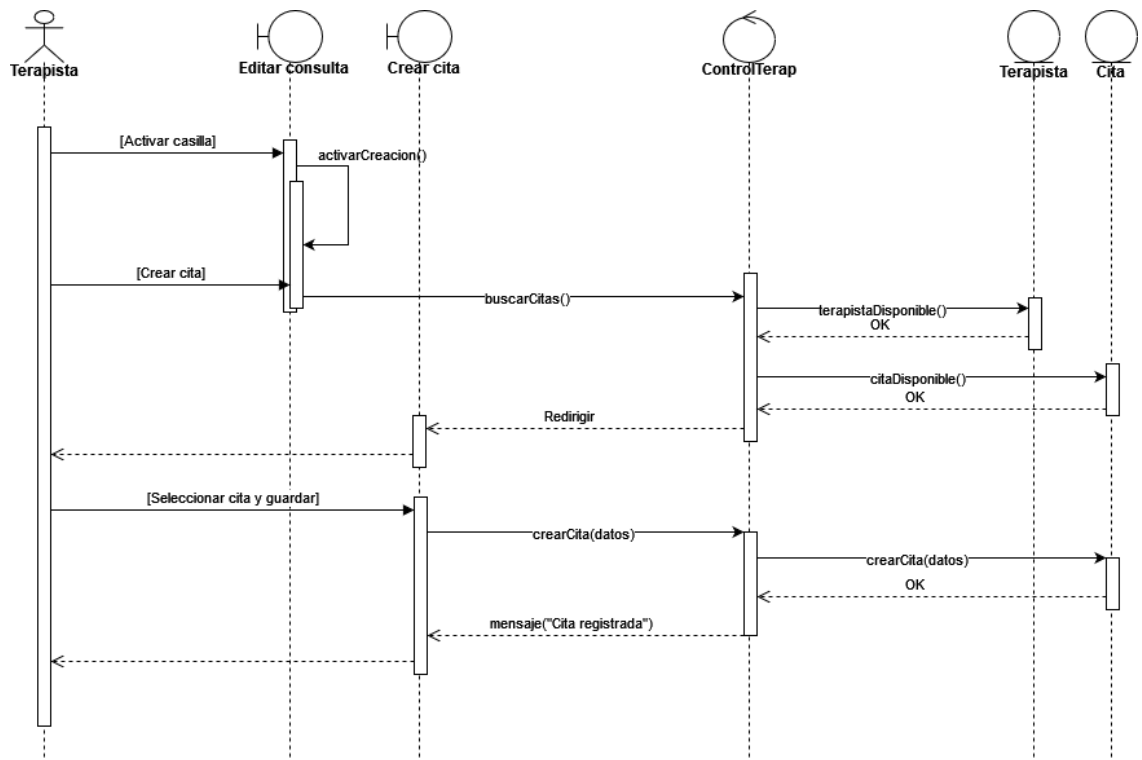 Terapista
Editar consulta
Crear cita
ControlTerap
Terapista
Cita
[Activar casilla]
activarCreacion()
[Crear cita]
buscarCitas()
terapistaDisponible()
OK
citaDisponible()
OK
Redirigir
[Seleccionar cita y guardar]
crearCita(datos)
crearCita(datos)
OK
mensaje("Cita registrada")